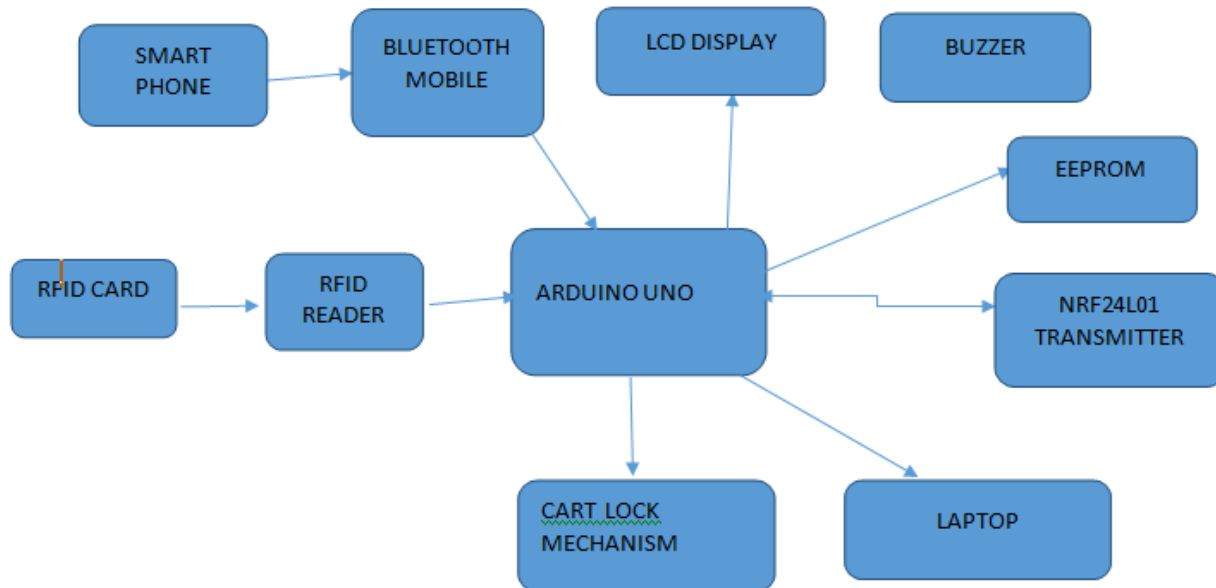 SMART
PHONE
BLUETOOTH
MOBILE
LCD DISPLAY
BUZZER
EEPROM
RFID CARD
RFID
READER
ARDUINO UNO
NRF24L01
TRANSMITTER
CART LOCK
MECHANISM
LAPTOP